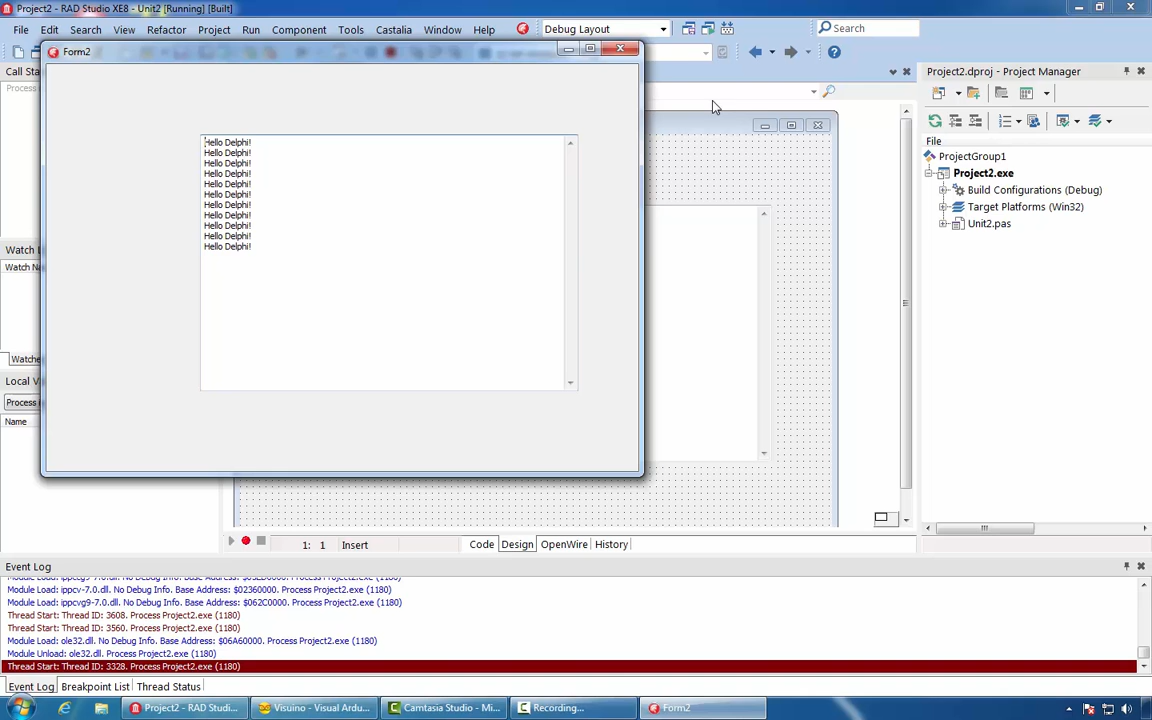 Project2 - RAD Studio XE8 - Unit2 [Running] [Built]
File Edit Search View Refactor Project Run Component Tools Castalia Window Help
Debug Layout
Search
Call Sta
Process
Form2
Hello Delphi!
Hello Delphi!
Hello Delphi!
Hello Delphi!
Hello Delphi!
Hello Delphi!
Hello Delphi!
Hello Delphi!
Hello Delphi!
Hello Delphi!
Hello Delphi!
Watch L
Watch Na
Watche
Local Va
Process
Name
Project2.dproj - Project Manager
File
ProjectGroup1
Project2.exe
Build Configurations (Debug)
Target Platforms (Win32)
Unit2.pas
1: 1 Insert
Code Design OpenWire History
Event Log
Module Load: ippcvg9-7.0.dll. No Debug Info. Base Address: $062C0000. Process Project2.exe (1180)
Module Load: ippcv-7.0.dll. No Debug Info. Base Address: $02360000. Process Project2.exe (1180)
Thread Start: Thread ID: 3608. Process Project2.exe (1180)
Thread Start: Thread ID: 3560. Process Project2.exe (1180)
Module Load: ole32.dll. No Debug Info. Base Address: $06A60000. Process Project2.exe (1180)
Module Unload: ole32.dll. Process Project2.exe (1180)
Thread Start: Thread ID: 3328. Process Project2.exe (1180)
Event Log Breakpoint List Thread Status
Project2 - RAD Studi... Visuino - Visual Ardu... Camtasia Studio - Mi... Recording... Form2